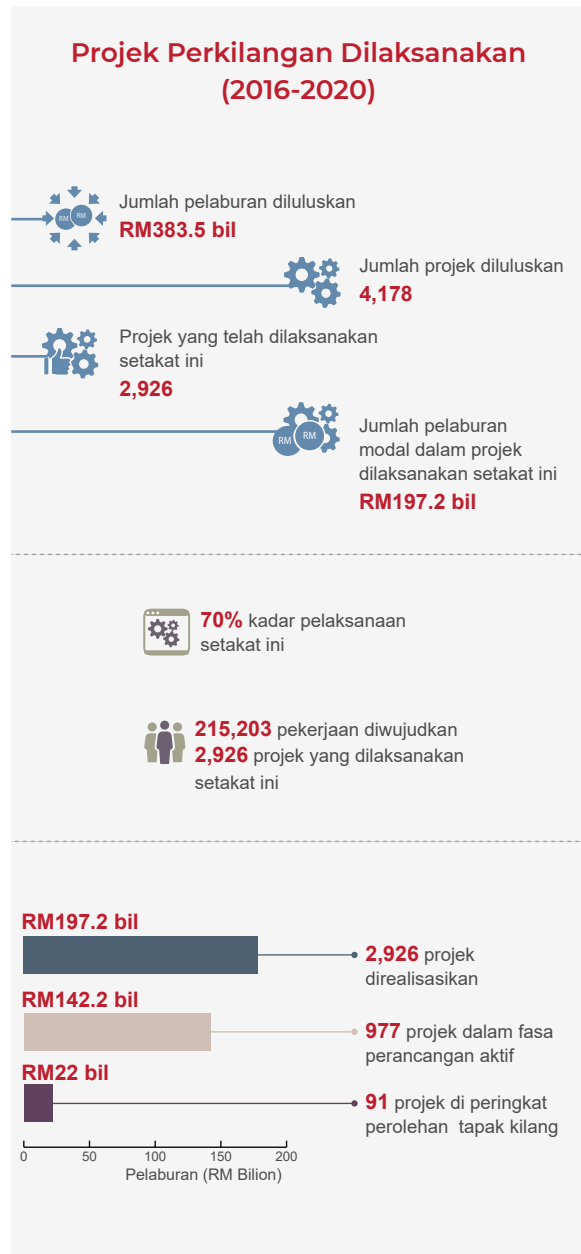 Projek Perkilangan Dilaksanakan
(2016-2020)
RM RM
Jumlah pelaburan diluluskan
RM383.5 bil
Jumlah projek diluluskan
4,178
Projek yang telah dilaksanakan
setakat ini
2,926
RM RM
Jumlah pelaburan
modal dalam projek
dilaksanakan setakat ini
RM197.2 bil
70% kadar pelaksanaan
setakat ini
215,203 pekerjaan diwujudkan
2,926 projek yang dilaksanakan
setakat ini
RM197.2 bil
2,926 projek
direalisasikan
RM142.2 bil
977 projek dalam fasa
perancangan aktif
RM22 bil
91 projek di peringkat
perolehan tapak kilang
0 50 100 150 200
Pelaburan (RM Bilion)